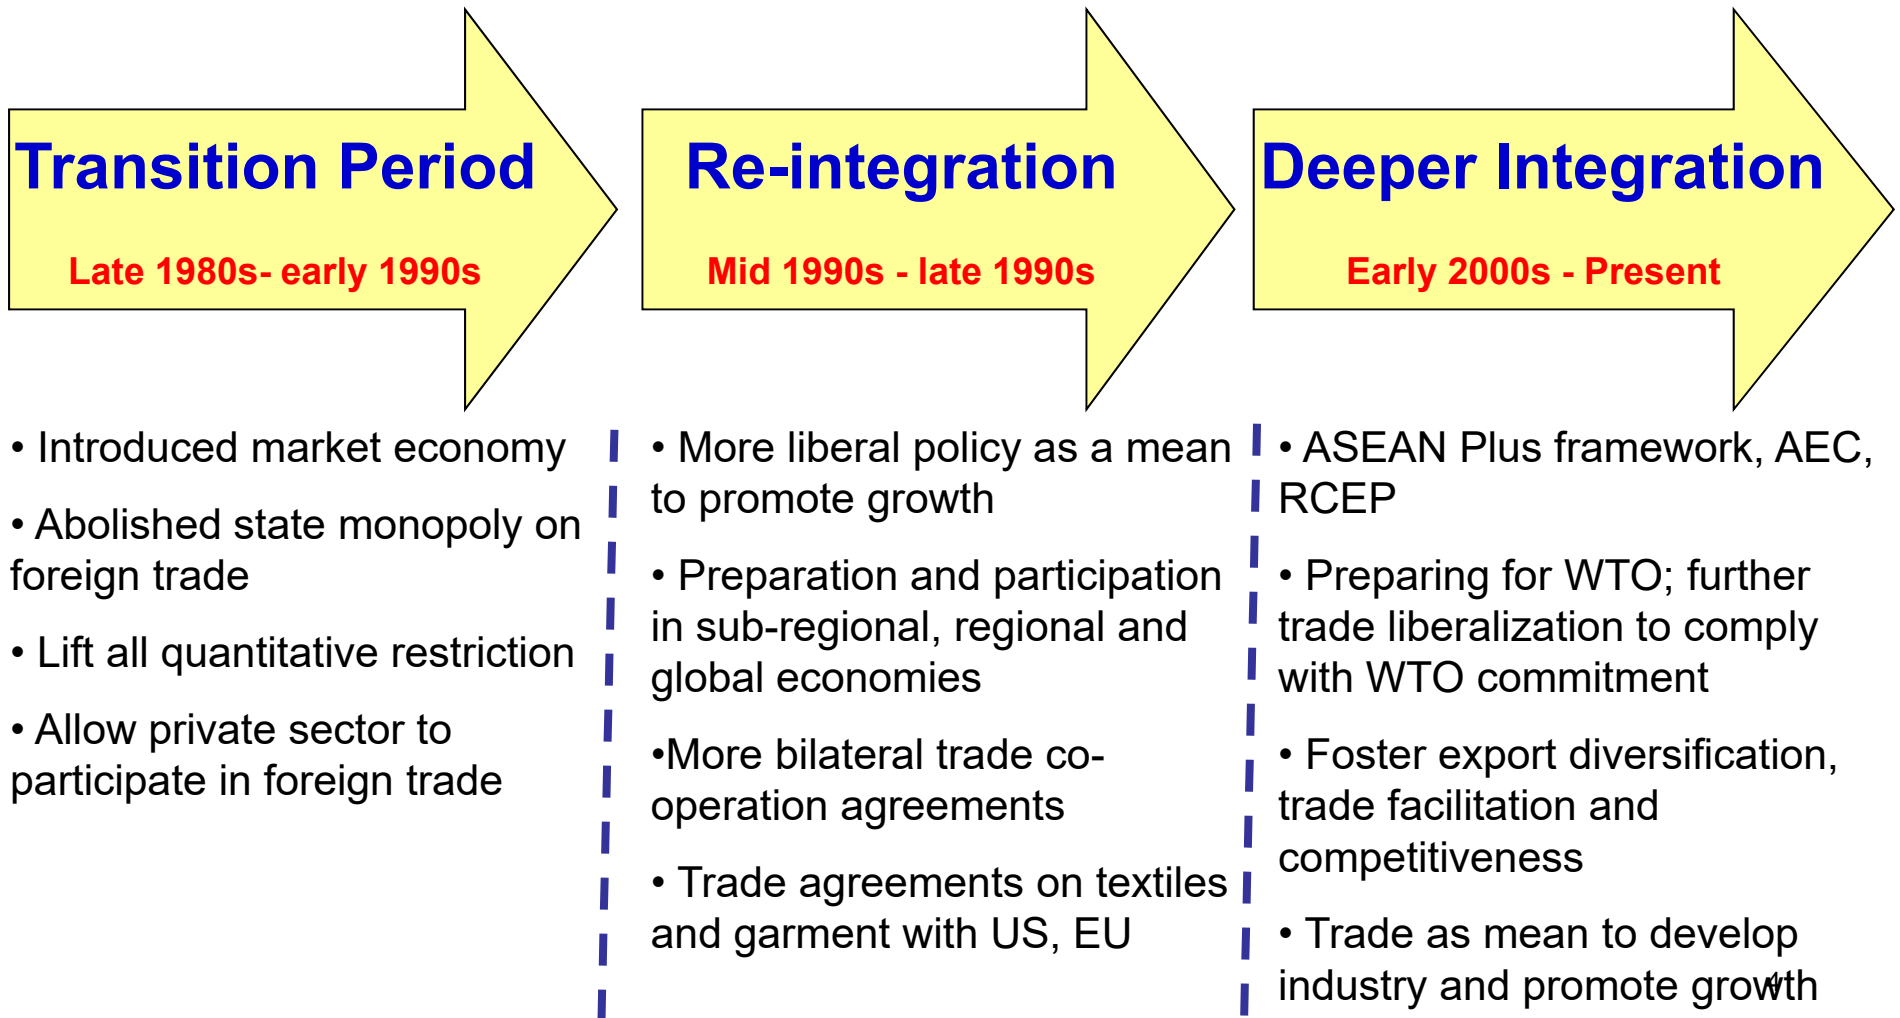 Transition Period
Late 1980s- early 1990s
• Introduced market economy
• Abolished state monopoly on
foreign trade
• Lift all quantitative restriction
• Allow private sector to
participate in foreign trade
Re-integration
Mid 1990s - late 1990s
• More liberal policy as a mean
to promote growth
• Preparation and participation
in sub-regional, regional and
global economies
•More bilateral trade co-
operation agreements
• Trade agreements on textiles
and garment with US, EU
Deeper Integration
Early 2000s - Present
• ASEAN Plus framework, AEC,
RCEP
• Preparing for WTO; further
trade liberalization to comply
with WTO commitment
• Foster export diversification,
trade facilitation and
competitiveness
• Trade as mean to develop
industry and promote growth
4